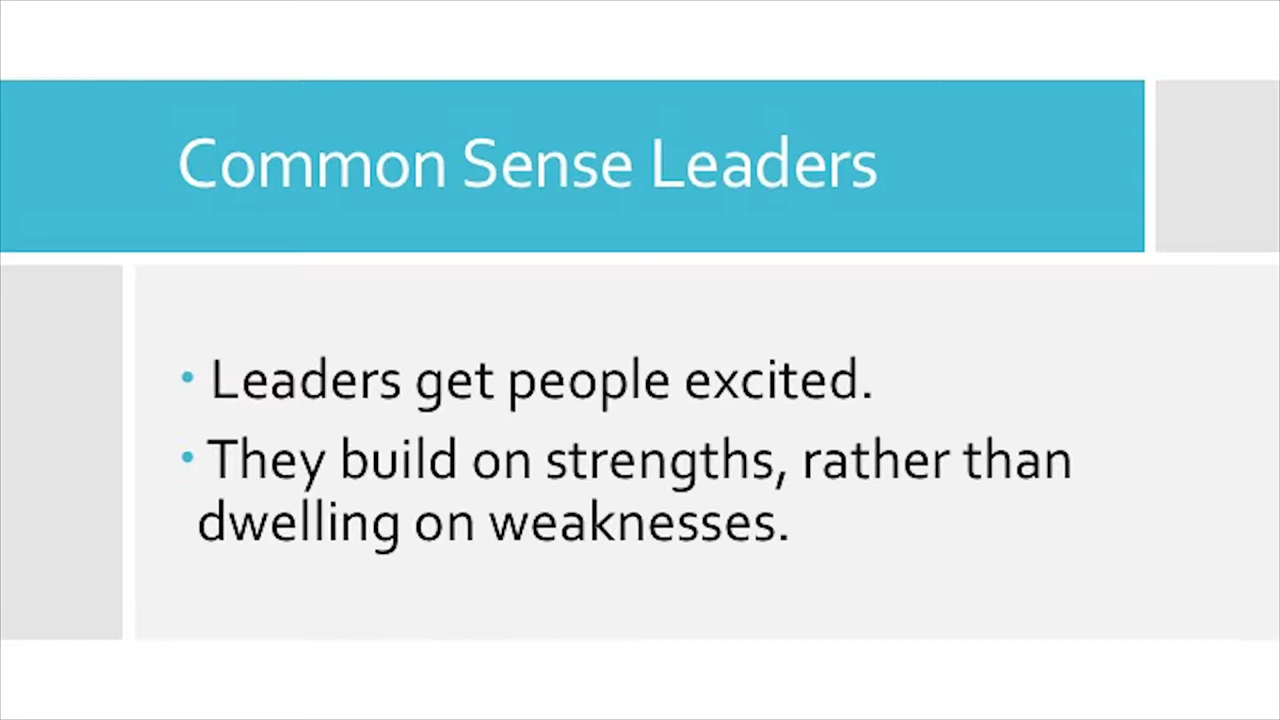 Common Sense Leaders
• Leaders get people excited.
• They build on strengths, rather than
dwelling on weaknesses.